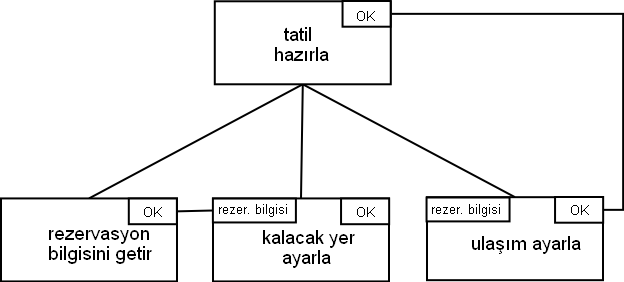 OK
tatil
hazırla
OK
rezervasyon
bilgisini getir
rezer. bilgisi
OK
kalacak yer
ayarla
rezer. bilgisi
OK
ulaşım ayarla